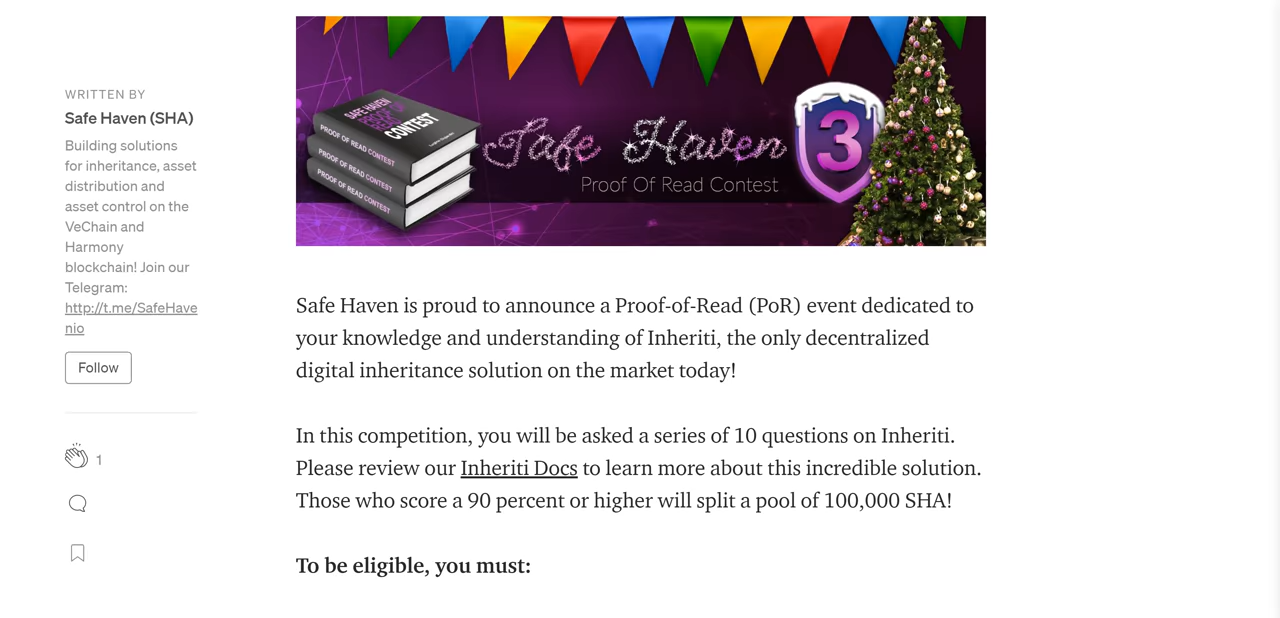 WRITTEN BY
Safe Haven (SHA)
Building solutions
for inheritance, asset
distribution and
asset control on the
VeChain and
Harmony
blockchain! Join our
Telegram:
http://t.me/SafeHave
nio
Follow
1
SAFE HAVEN
CONTEST
PROOF OF READ CONTEST
PROOF OF READ CONTEST
PROOF OF READ CONTEST
Safe Haven
3
Proof Of Read Contest
Safe Haven is proud to announce a Proof-of-Read (PoR) event dedicated to
your knowledge and understanding of Inheriti, the only decentralized
digital inheritance solution on the market today!
In this competition, you will be asked a series of 10 questions on Inheriti.
Please review our Inheriti Docs to learn more about this incredible solution.
Those who score a 90 percent or higher will split a pool of 100,000 SHA!
To be eligible, you must: